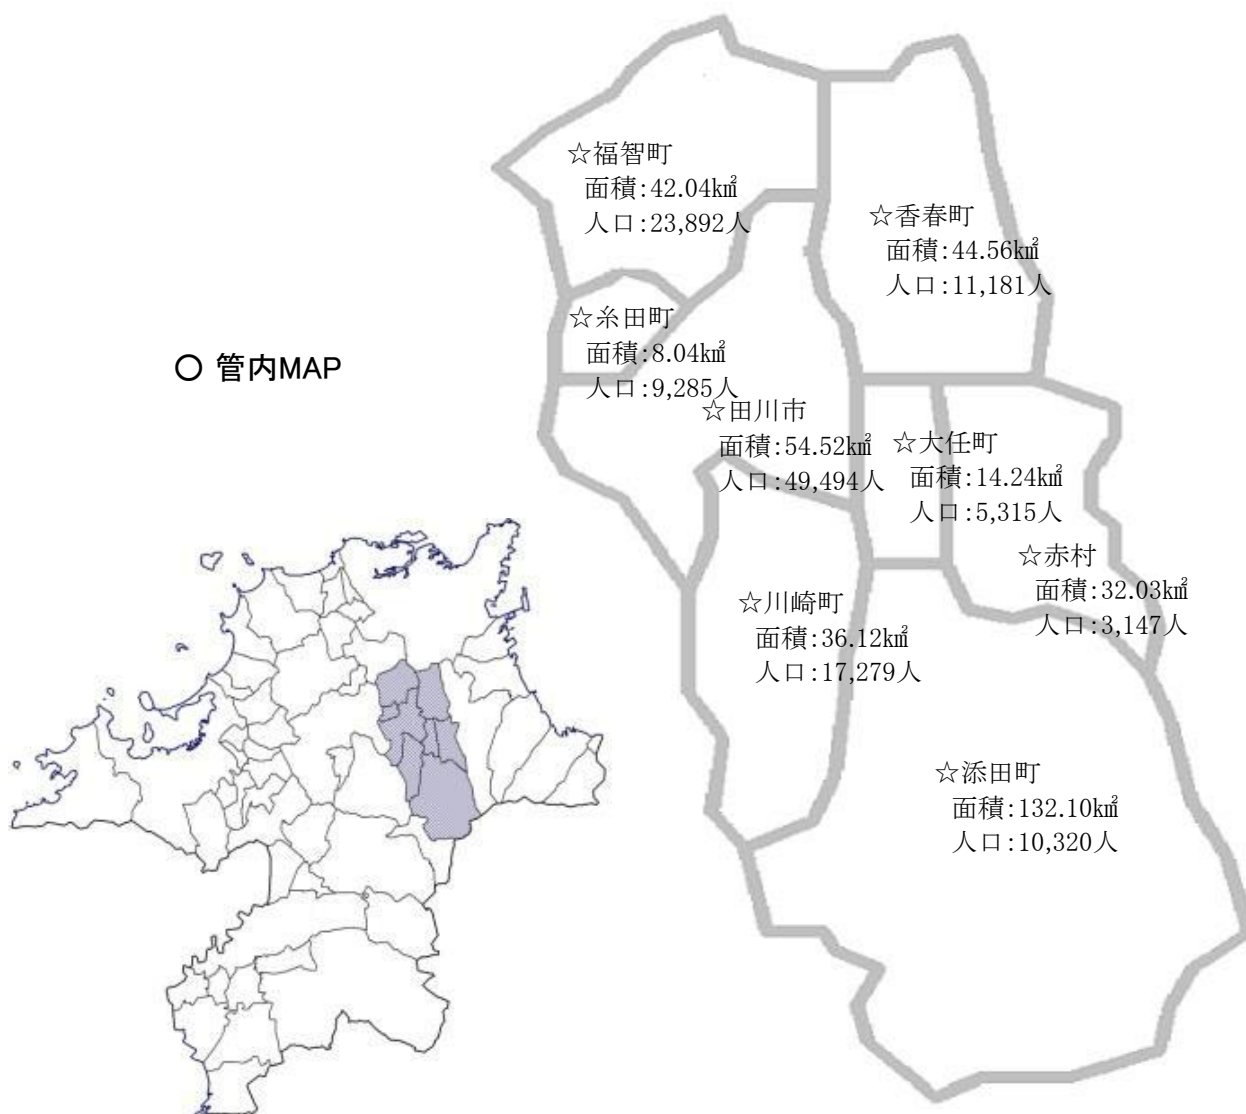 ☆福智町
面積:42.04㎢
人口:23,892人
☆香春町
面積:44.56㎢
人口:11,181人
☆糸田町
面積:8.04㎢
人口:9,285人
○ 管内MAP
☆田川市
面積:54.52㎢
人口:49,494人
☆大任町
面積:14.24㎢
人口:5,315人
☆赤村
面積:32.03㎢
人口:3,147人
☆川崎町
面積:36.12㎢
人口:17,279人
☆添田町
面積:132.10㎢
人口:10,320人